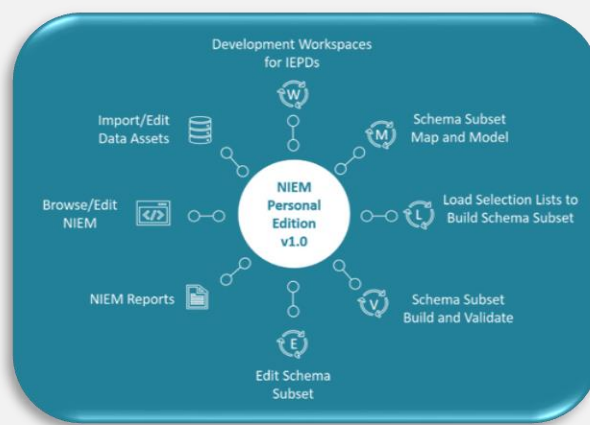 Development Workspaces
for IEPDs
W
Import/Edit
Data Assets
Schema Subset
Map and Model
M
NIEM
Personal
Edition
v1.0
Browse/Edit
NIEM
</>
Load Selection Lists to
Build Schema Subset
L
NIEM Reports
Schema Subset
Build and Validate
V
E
Edit Schema
Subset